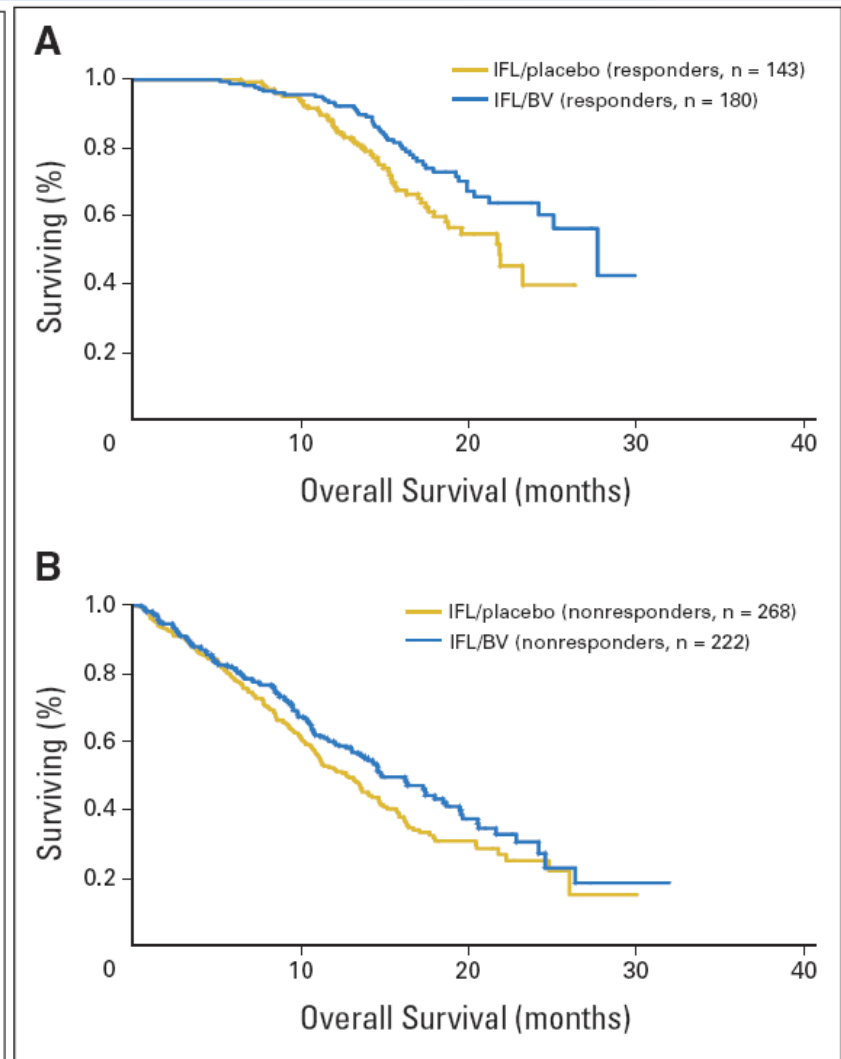 A
IFL/placebo (responders, n = 143)
IFL/BV (responders, n = 180)
Surviving (%)
1.0
0.8
0.6
0.4
0.2
0
10
20
30
40
Overall Survival (months)
B
IFL/placebo (nonresponders, n = 268)
IFL/BV (nonresponders, n = 222)
Surviving (%)
1.0
0.8
0.6
0.4
0.2
0
10
20
30
40
Overall Survival (months)